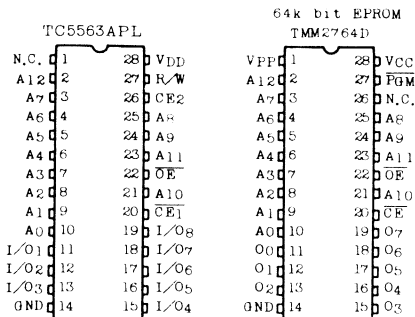 64k bit EPROM
TC5563APL TMM2764D
N.C. 1 28 VDD VPP 1 28 VCC
A12 2 27 R/W A12 2 27 PGM
A7 3 26 CE2 A7 3 26 N.C.
A6 4 25 A8 A6 4 25 A8
A5 5 24 A9 A5 5 24 A9
A4 6 23 A11 A4 6 23 A11
A3 7 22 OE A3 7 22 OE
A2 8 21 A10 A2 8 21 A10
A1 9 20 CE1 A1 9 20 CE
A0 10 19 I/O8 A0 10 19 O7
I/O1 11 18 I/O7 O0 11 18 O6
I/O2 12 17 I/O6 O1 12 17 O5
I/O3 13 16 I/O5 O2 13 16 O4
GND 14 15 I/O4 GND 14 15 O3